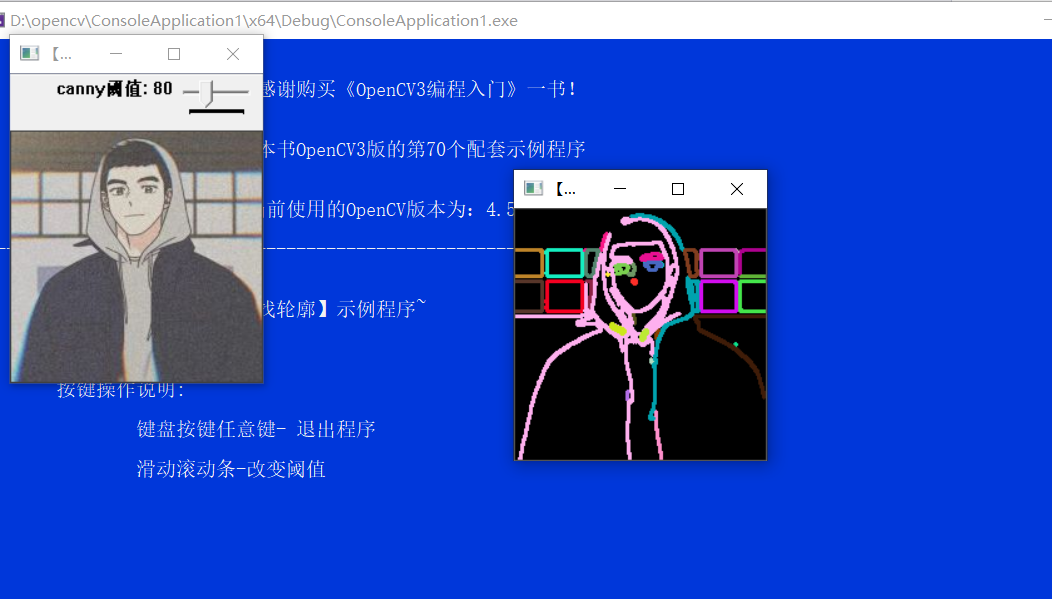 D:\opencv\ConsoleApplication1\x64\Debug\ConsoleApplication1.exe
【...
canny阈值: 80
感谢购买《OpenCV3编程入门》一书!
本书OpenCV3版的第70个配套示例程序
【...
前使用的OpenCV版本为: 4.5
找轮廓】示例程序~
按键操作说明:
键盘按键任意键- 退出程序
滑动滚动条-改变阈值